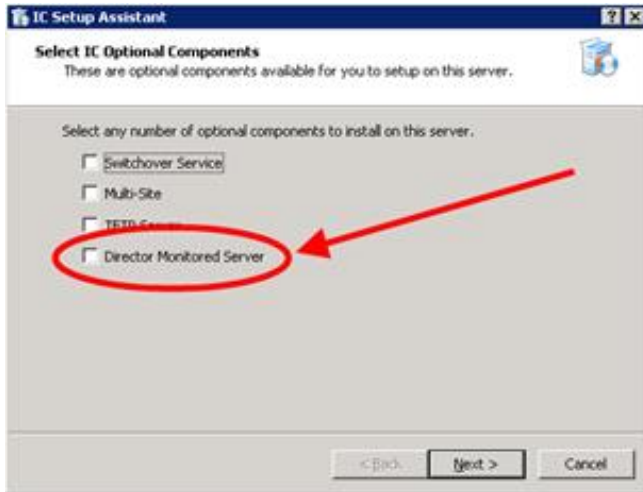 IC Setup Assistant
Select IC Optional Components
These are optional components available for you to setup on this server.
Select any number of optional components to install on this server.
Switchover Service
Multi-Site
TFTP Server
Director Monitored Server
< Back
Next >
Cancel